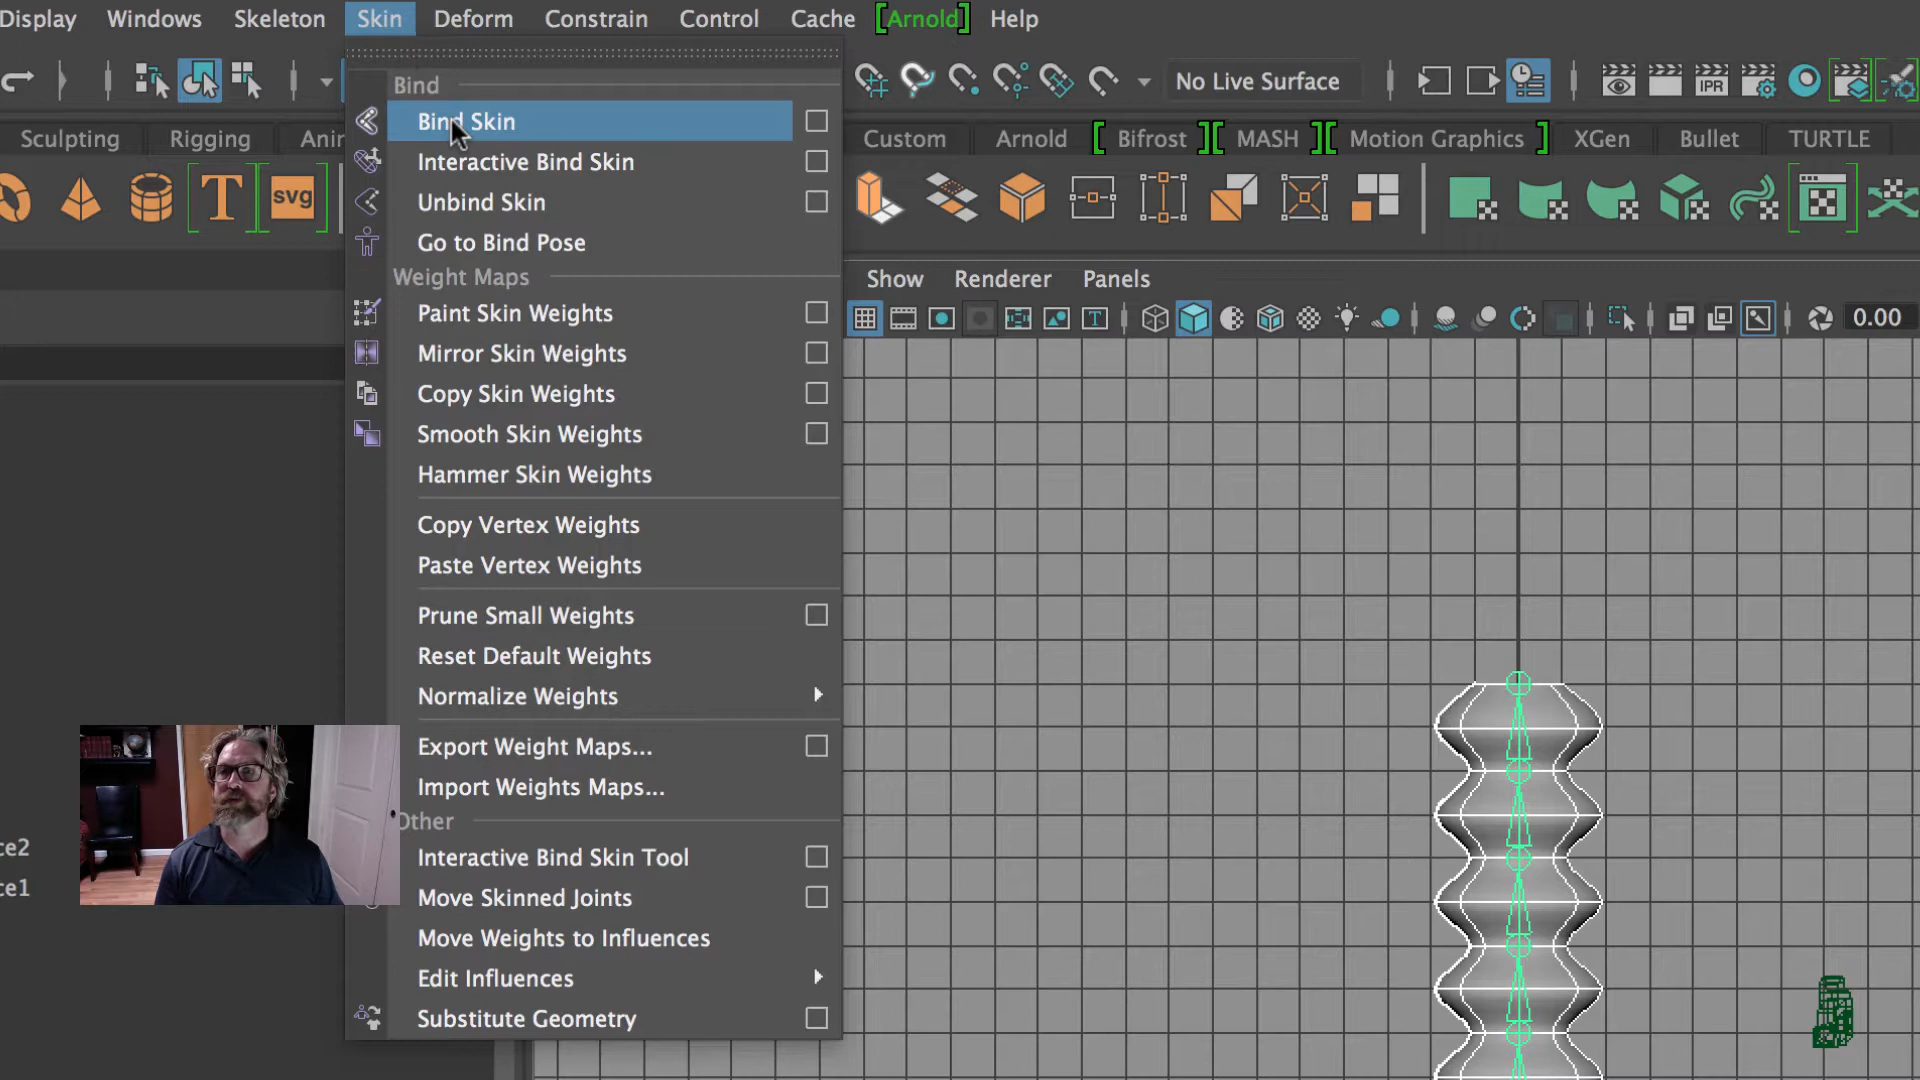 Display Windows Skeleton Skin Deform Constrain Control Cache [Arnold] Help
No Live Surface
IPR
Sculpting Rigging Ani Custom Arnold [Bifrost] [MASH] [Motion Graphics] XGen Bullet TURTLE
T svg
Show Renderer Panels
T 0.00
Bind
Bind Skin
Interactive Bind Skin
Unbind Skin
Go to Bind Pose
Weight Maps
Paint Skin Weights
Mirror Skin Weights
Copy Skin Weights
Smooth Skin Weights
Hammer Skin Weights
Copy Vertex Weights
Paste Vertex Weights
Prune Small Weights
Reset Default Weights
Normalize Weights
Export Weight Maps...
Import Weights Maps...
Other
Interactive Bind Skin Tool
Move Skinned Joints
Move Weights to Influences
Edit Influences
Substitute Geometry
ce2
ce1